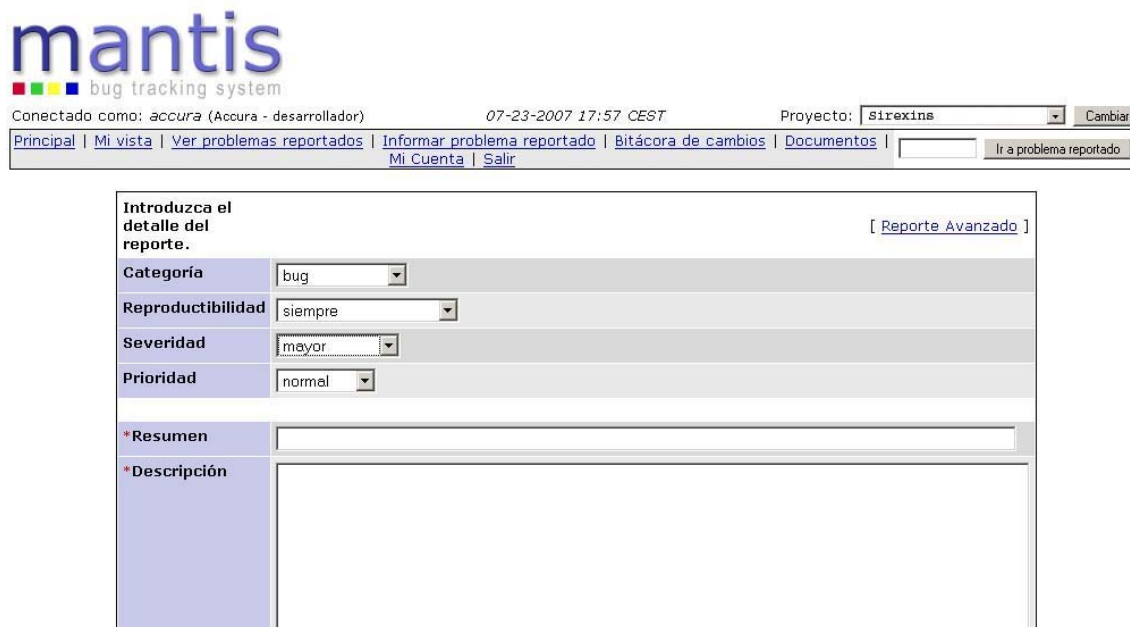 mantis
bug tracking system
Conectado como: accura (Accura - desarrollador) 07-23-2007 17:57 CEST Proyecto: Sirexins Cambiar
Principal | Mi vista | Ver problemas reportados | Informar problema reportado | Bitácora de cambios | Documentos |
Mi Cuenta | Salir
Ir a problema reportado
Introduzca el
detalle del
reporte.
[ Reporte Avanzado ]
Categoría bug
Reproductibilidad siempre
Severidad mayor
Prioridad normal
*Resumen
*Descripción